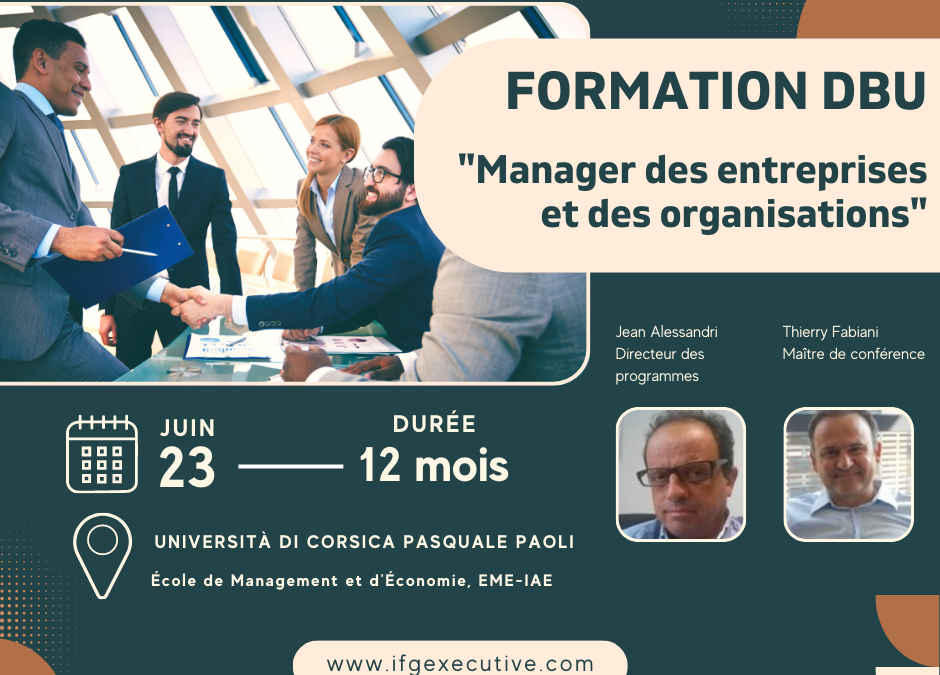 FORMATION DBU
"Manager des entreprises
et des organisations"
Jean Alessandri
Directeur des
programmes
Thierry Fabiani
Maître de conférence
JUIN
23
DURÉE
12 mois
UNIVERSITÀ DI CORSICA PASQUALE PAOLI
École de Management et d'Économie, EME-IAE
www.ifgexecutive.com